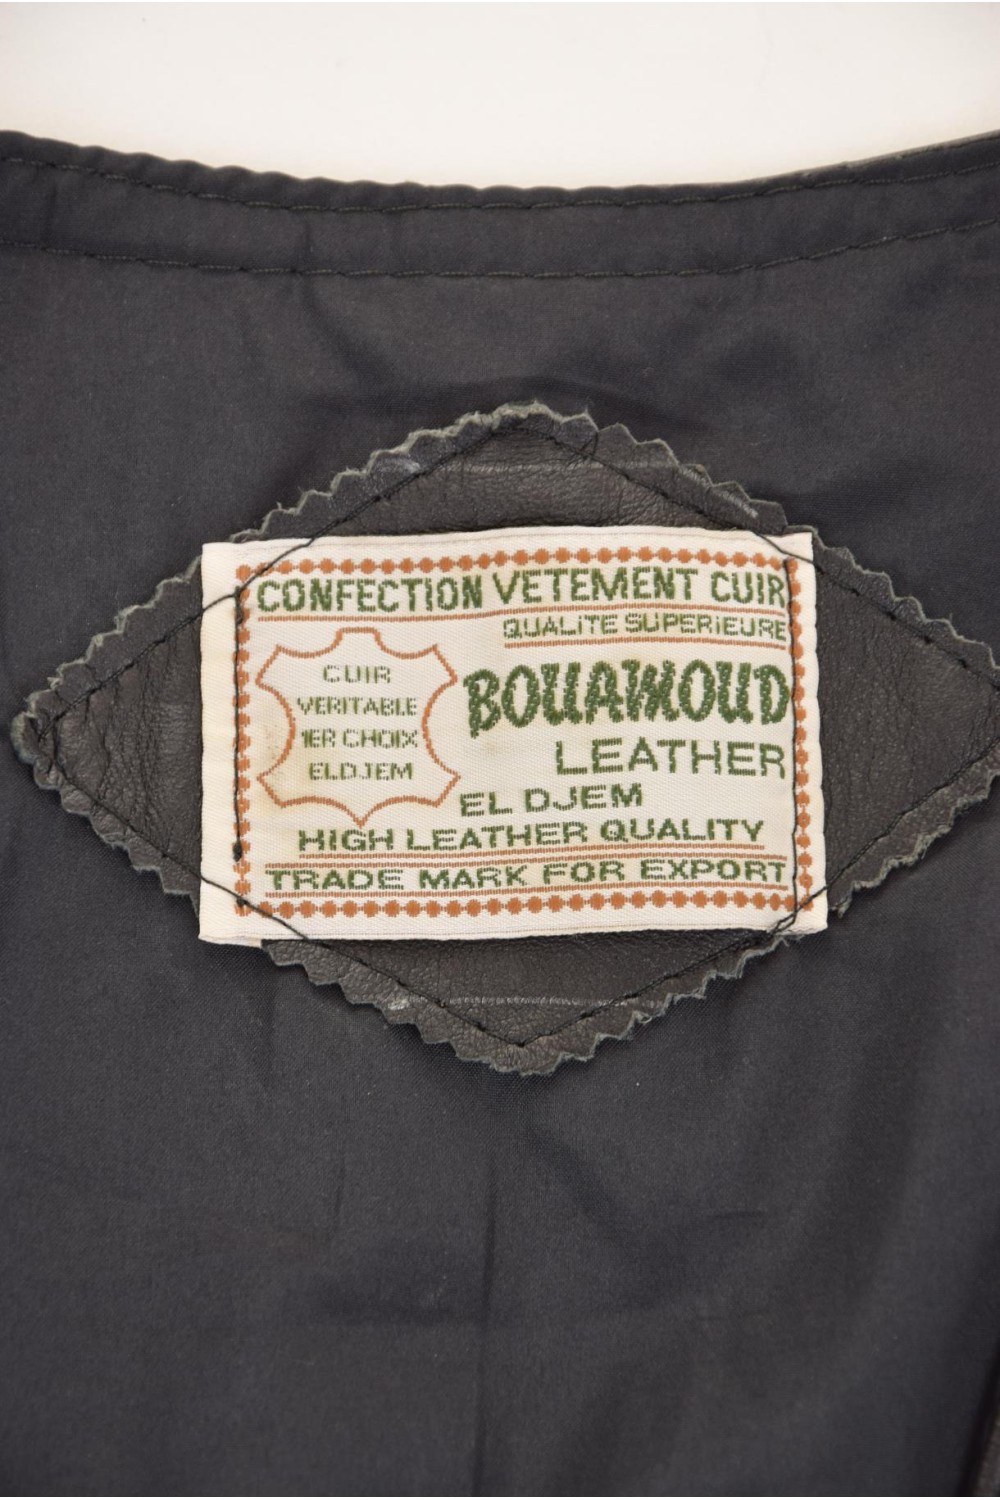 CONFECTION VETEMENT CUIR
QUALITE SUPERIEURE
CUIR
VERITABLE
1ER CHOIX
ELDJEM
BOUAMOUD
LEATHER
EL DJEM
HIGH LEATHER QUALITY
TRADE MARK FOR EXPORT